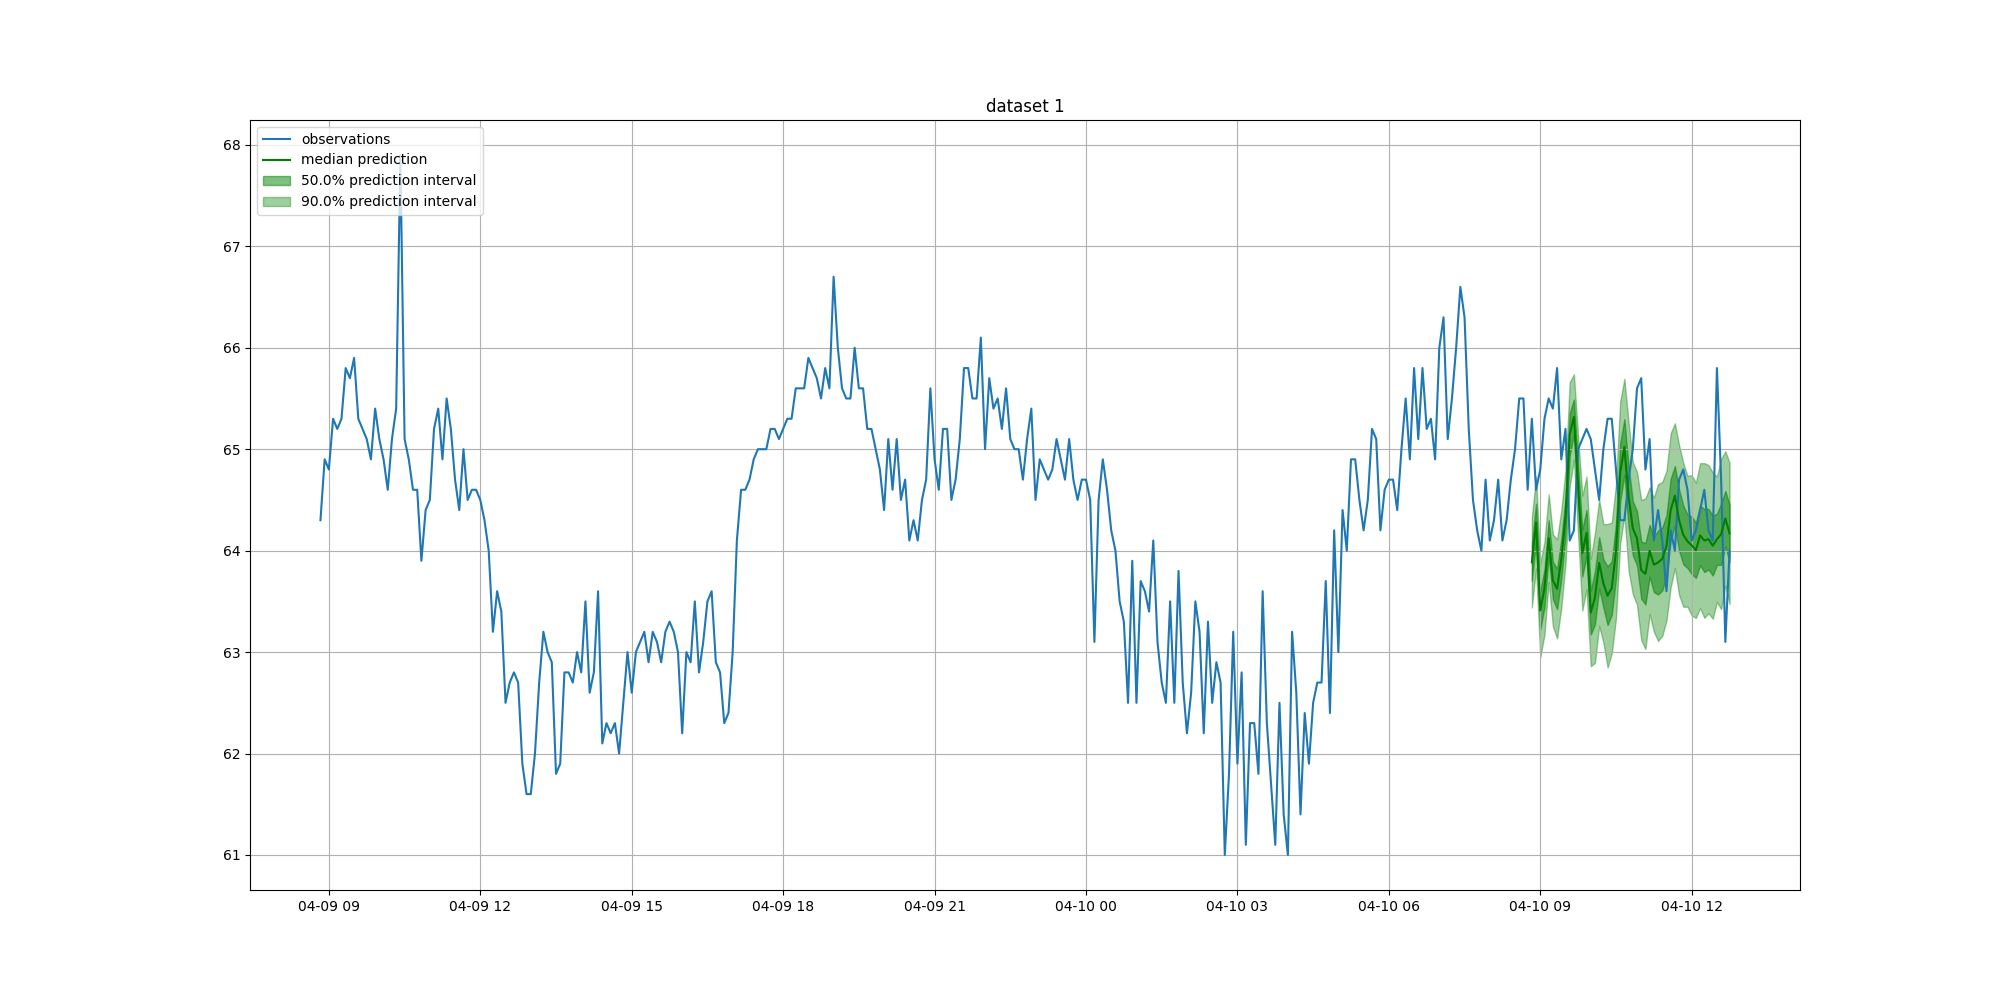 dataset 1
observations
median prediction
50.0% prediction interval
90.0% prediction interval
68
67
66
65
64
63
62
61
04-09 09 04-09 12 04-09 15 04-09 18 04-09 21 04-10 00 04-10 03 04-10 06 04-10 09 04-10 12